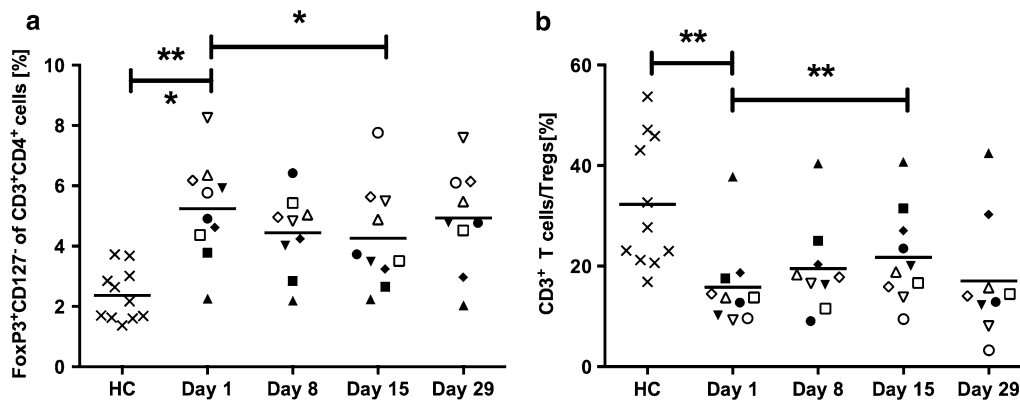 a
FoxP3⁺CD127⁻ of CD3⁺CD4⁺ cells [%]
10
8
6
4
2
0
**
*
*
HC Day 1 Day 8 Day 15 Day 29
b
CD3⁺ T cells/Tregs[%]
60
40
20
0
**
**
HC Day 1 Day 8 Day 15 Day 29